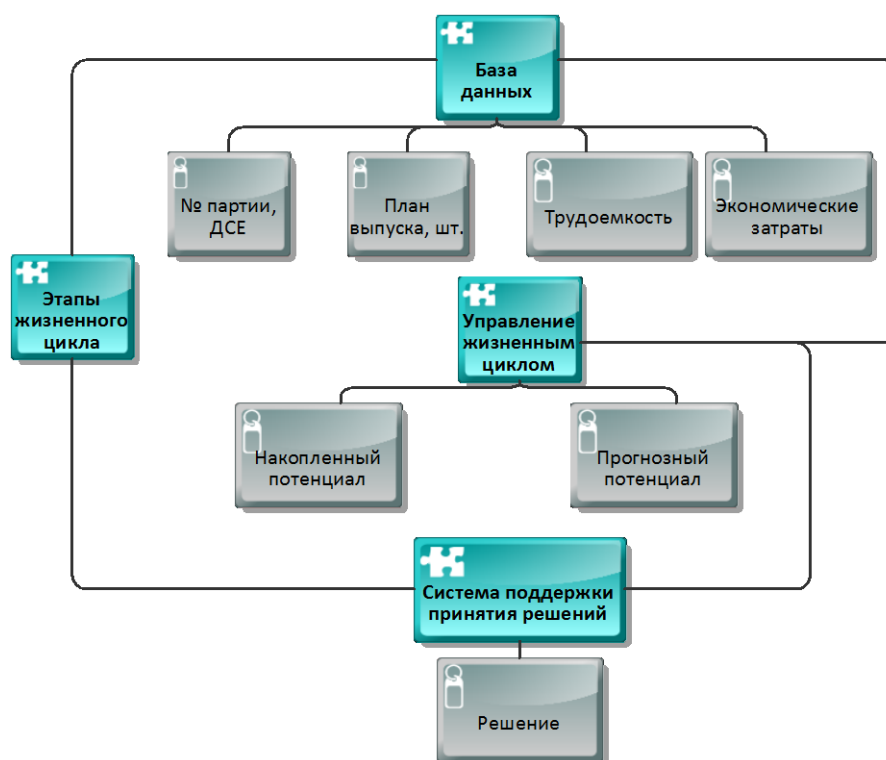 База
данных
№ партии,
ДСЕ
План
выпуска, шт.
Трудоемкость
Экономические
затраты
Этапы
жизненного
цикла
Управление
жизненным
циклом
Накопленный
потенциал
Прогнозный
потенциал
Система поддержки
принятия решений
Решение